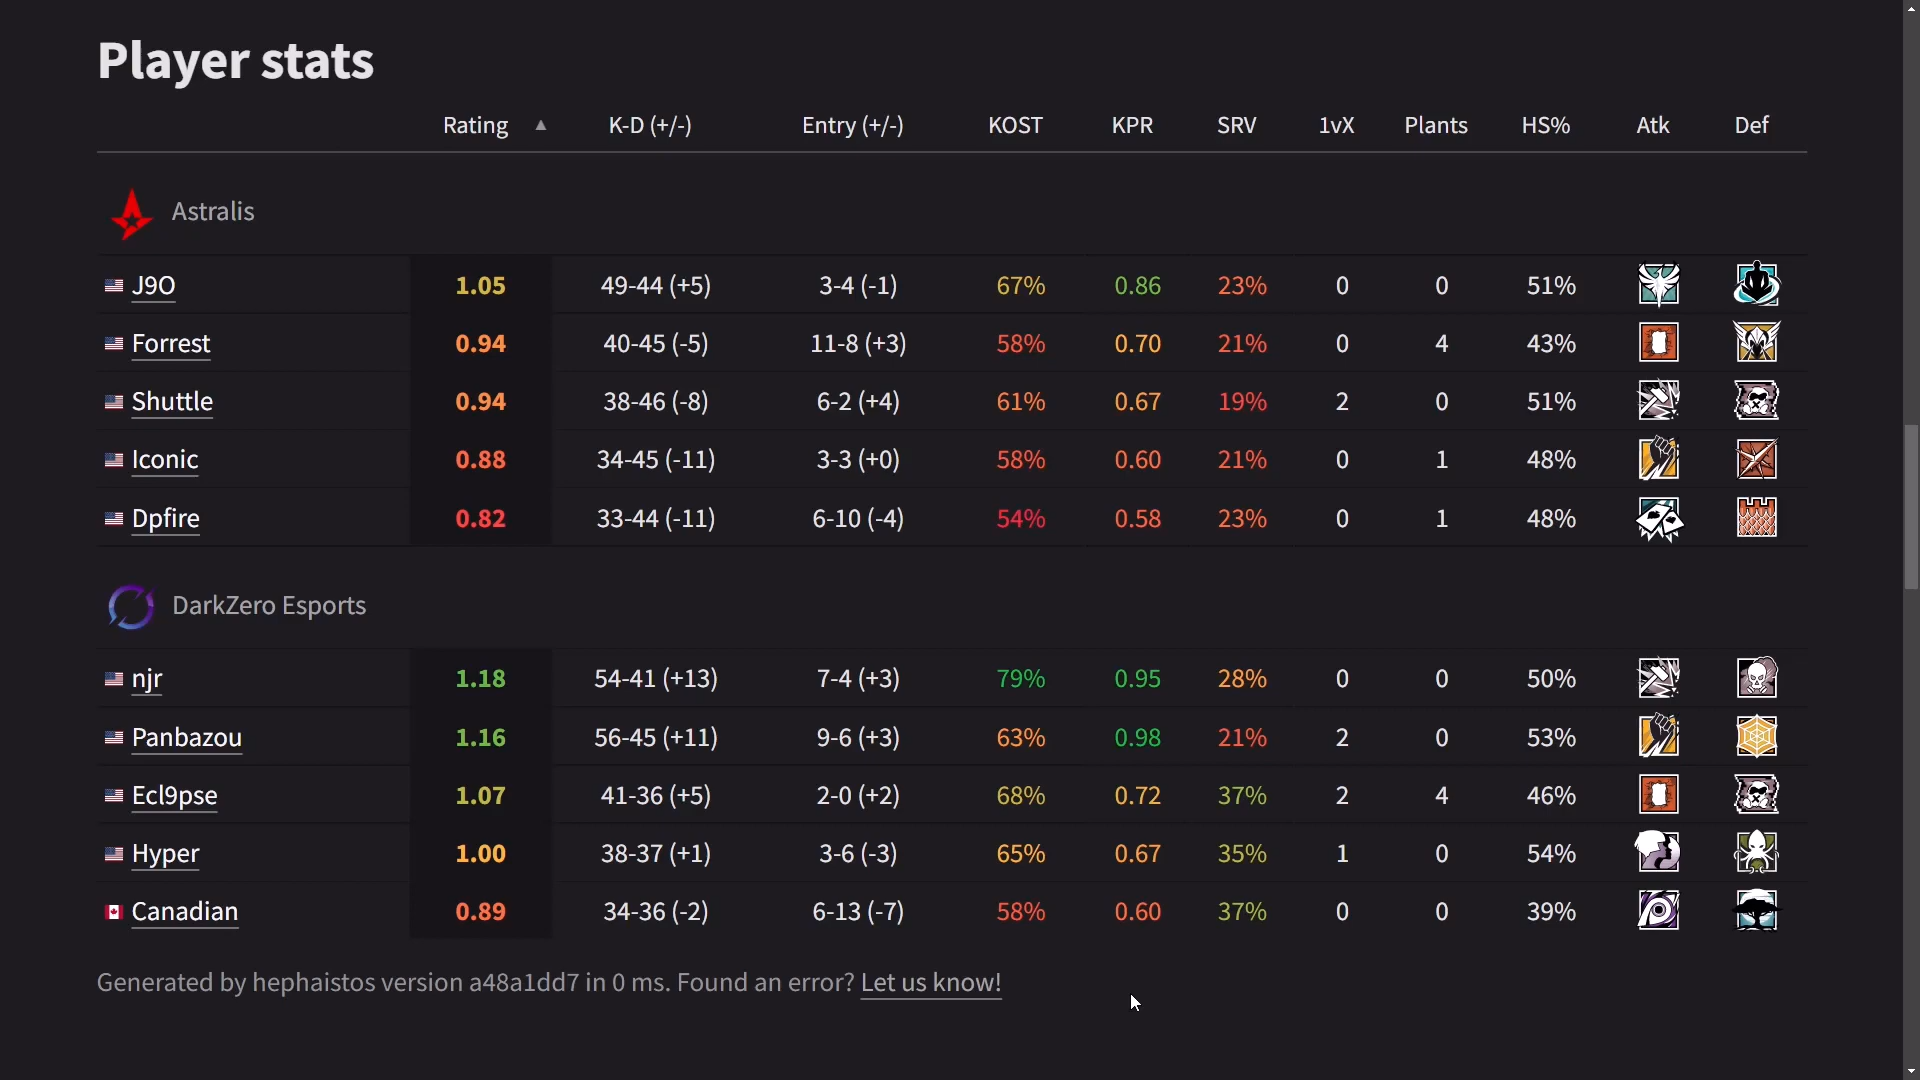 Player stats
Rating ▲ K-D (+/-) Entry (+/-) KOST KPR SRV 1vX Plants HS% Atk Def
Astralis
J9O 1.05 49-44 (+5) 3-4 (-1) 67% 0.86 23% 0 0 51%
Forrest 0.94 40-45 (-5) 11-8 (+3) 58% 0.70 21% 0 4 43%
Shuttle 0.94 38-46 (-8) 6-2 (+4) 61% 0.67 19% 2 0 51%
Iconic 0.88 34-45 (-11) 3-3 (+0) 58% 0.60 21% 0 1 48%
Dpfire 0.82 33-44 (-11) 6-10 (-4) 54% 0.58 23% 0 1 48%
DarkZero Esports
njr 1.18 54-41 (+13) 7-4 (+3) 79% 0.95 28% 0 0 50%
Panbazou 1.16 56-45 (+11) 9-6 (+3) 63% 0.98 21% 2 0 53%
Ecl9pse 1.07 41-36 (+5) 2-0 (+2) 68% 0.72 37% 2 4 46%
Hyper 1.00 38-37 (+1) 3-6 (-3) 65% 0.67 35% 1 0 54%
Canadian 0.89 34-36 (-2) 6-13 (-7) 58% 0.60 37% 0 0 39%
Generated by hephaistos version a48a1dd7 in 0 ms. Found an error? Let us know!